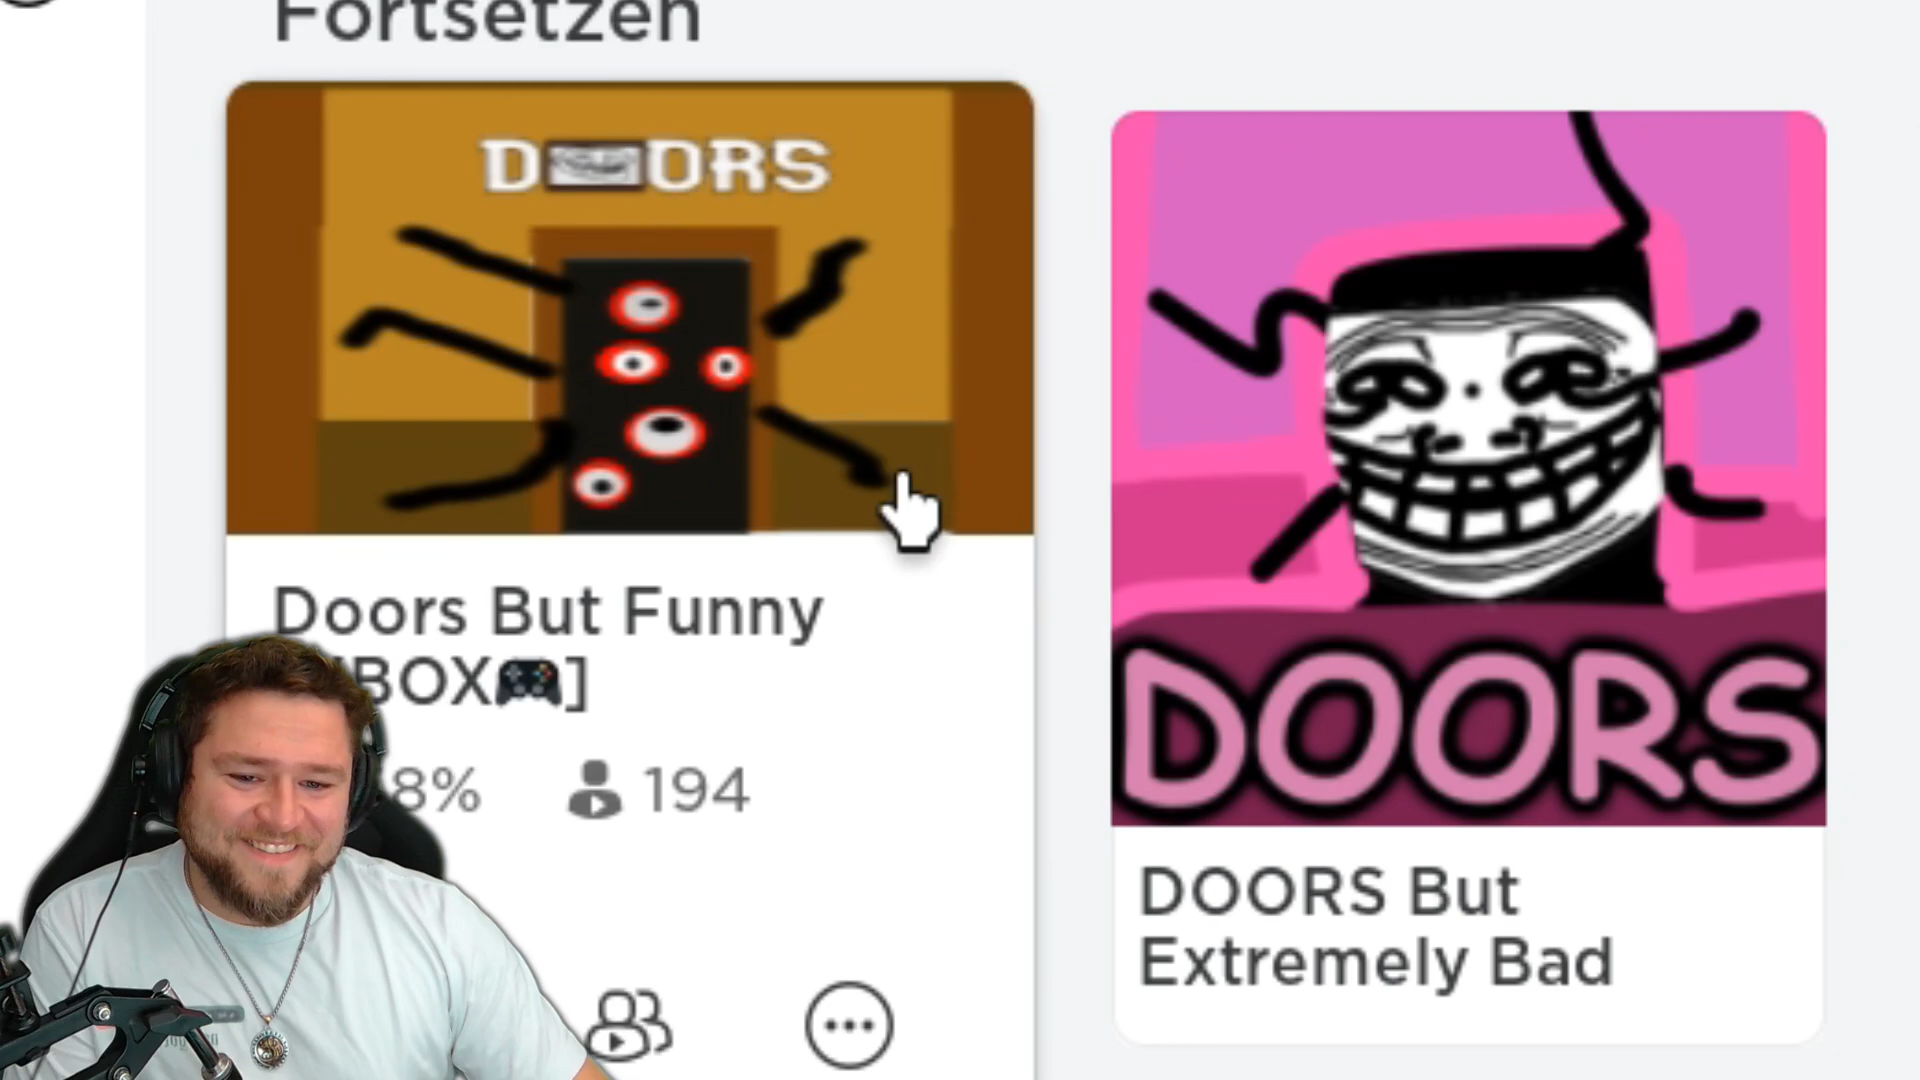 Fortsetzen
DOORS
Doors But Funny
BOX🎮]
8%
194
DOORS
DOORS But
Extremely Bad